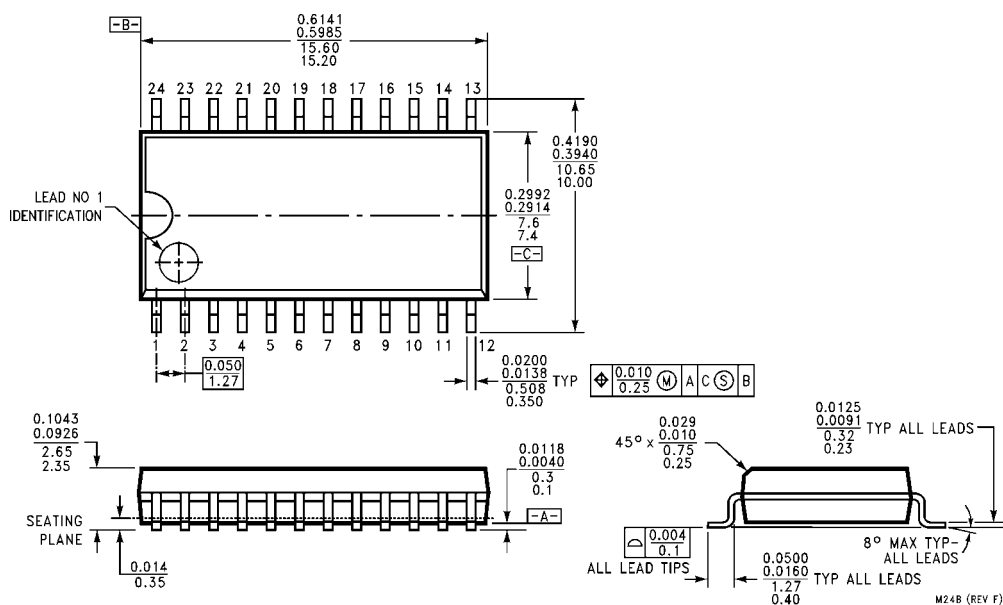 -B-
0.6141
0.5985
15.60
15.20
24 23 22 21 20 19 18 17 16 15 14 13
0.4190
0.3940
10.65
10.00
0.2992
0.2914
7.6
7.4
-C-
LEAD NO 1
IDENTIFICATION
1 2 3 4 5 6 7 8 9 10 11 12
0.050
1.27
0.0200
0.0138
0.508
0.350
TYP
0.010
0.25
M A C S B
0.1043
0.0926
2.65
2.35
0.0118
0.0040
0.3
0.1
-A-
SEATING
PLANE
0.014
0.35
45° x
0.029
0.010
0.75
0.25
0.0125
0.0091
0.32
0.23
TYP ALL LEADS
0.004
0.1
ALL LEAD TIPS
0.0500
0.0160
1.27
0.40
TYP ALL LEADS
8° MAX TYP-
ALL LEADS
M24B (REV F)